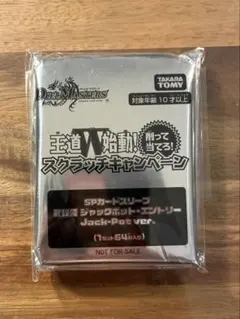 DUEL MASTERS
TAKARA TOMY
対象年齢10才以上
王道W始動!
削って当てる!
スクラッチキャンペーン
SPカードスリーブ
ジャックポット・エントリー
Jack-Pot ver.
(1セット64枚入り)
NOT FOR SALE